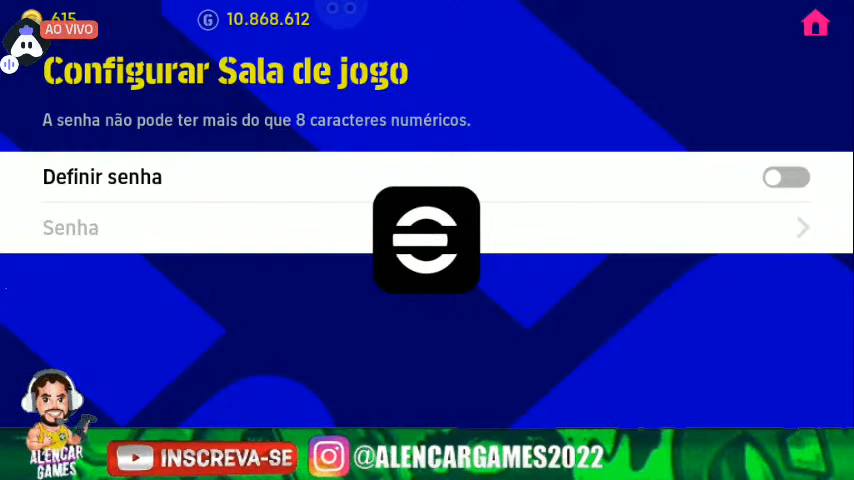 615
G 10.868.612
AO VIVO
Configurar Sala de jogo
A senha não pode ter mais do que 8 caracteres numéricos.
Definir senha
Senha
ALENCAR
GAMES
INSCREVA-SE
@ALENCARGAMES2022